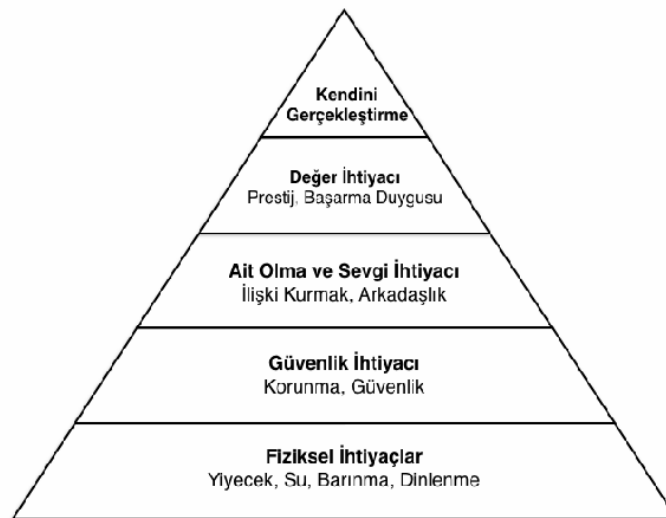 Kendini
Gerçekleştirme
Değer İhtiyacı
Prestij, Başarma Duygusu
Ait Olma ve Sevgi İhtiyacı
İlişki Kurmak, Arkadaşlık
Güvenlik İhtiyacı
Korunma, Güvenlik
Fiziksel İhtiyaçlar
Yiyecek, Su, Barınma, Dinlenme